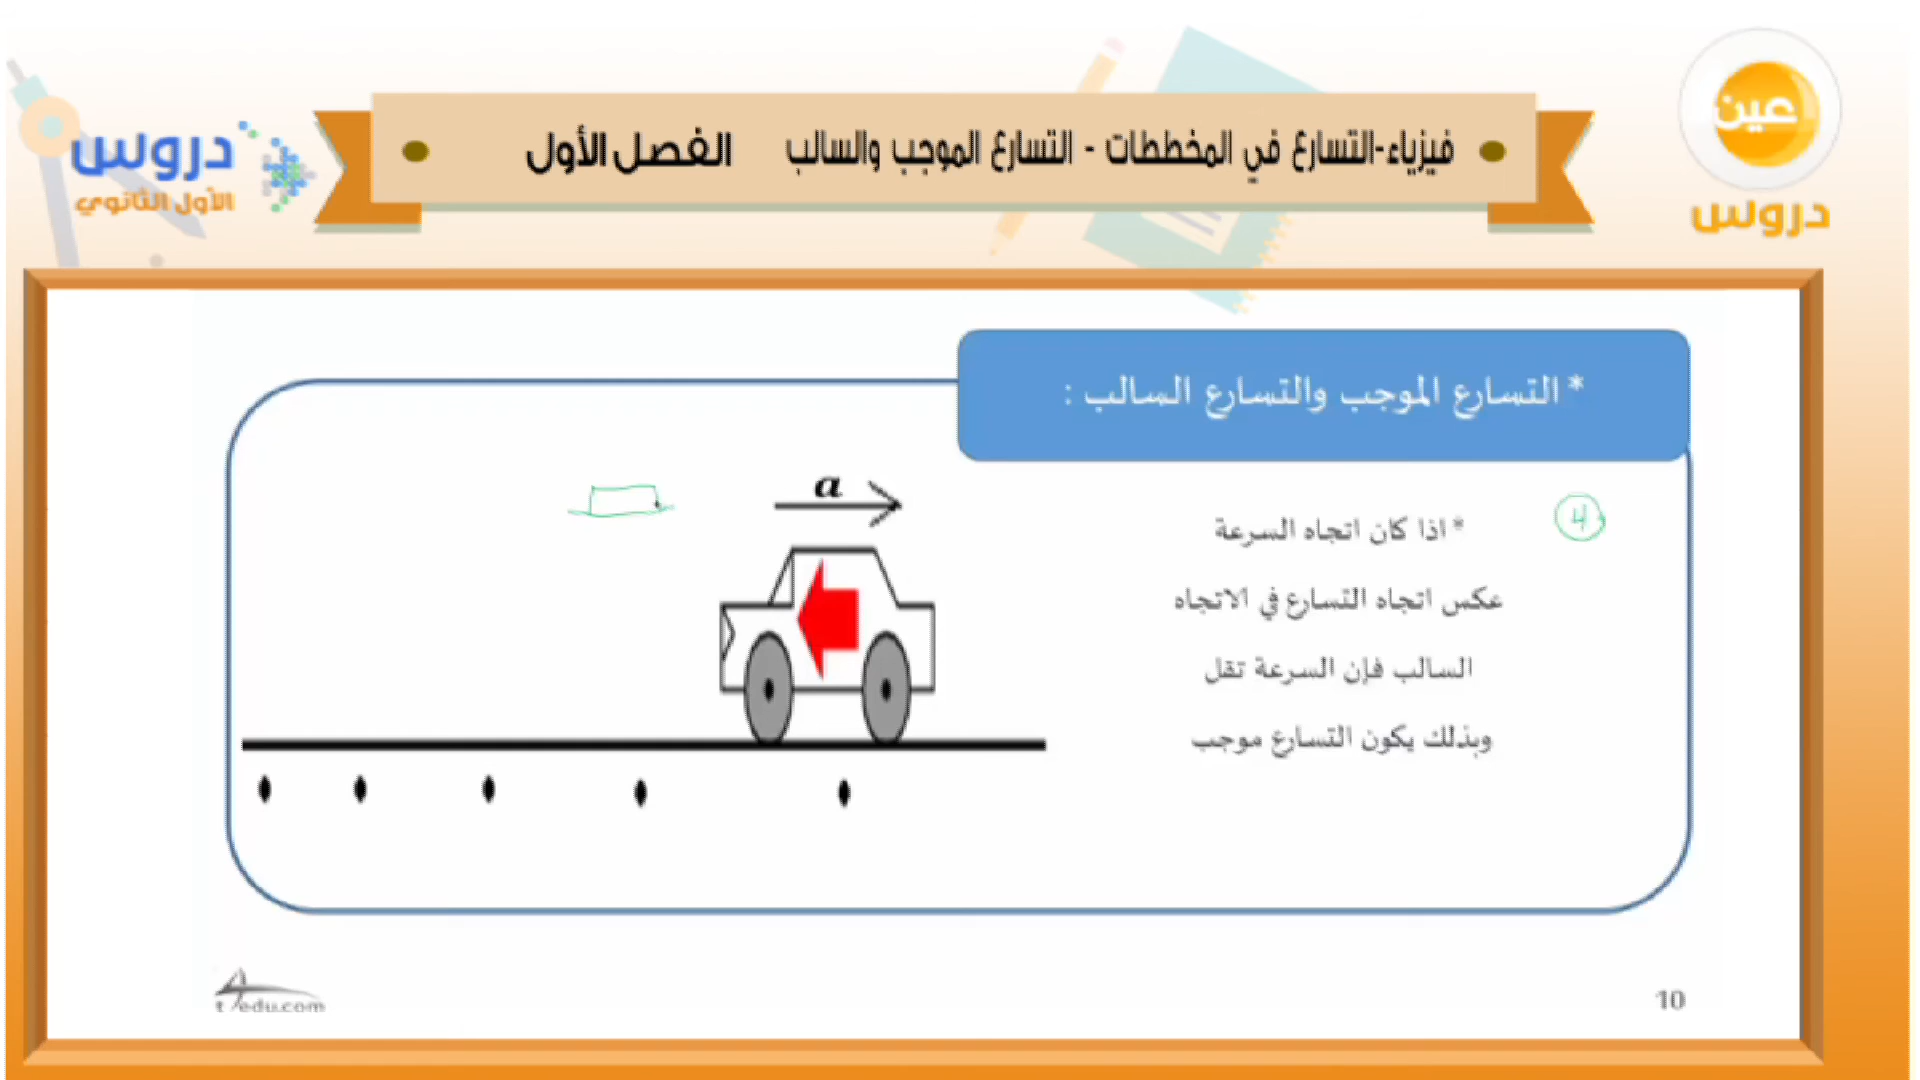 عين
دروس
فيزياء-التسارع في المخططات - التسارع الموجب والسالب الفصل الأول
دروس
الأول الثانوي
* التسارع الموجب والتسارع السالب :
4
* اذا كان اتجاه السرعة
عكس اتجاه التسارع في الاتجاه
السالب فإن السرعة تقل
وبذلك يكون التسارع موجب
a
t4edu.com
10